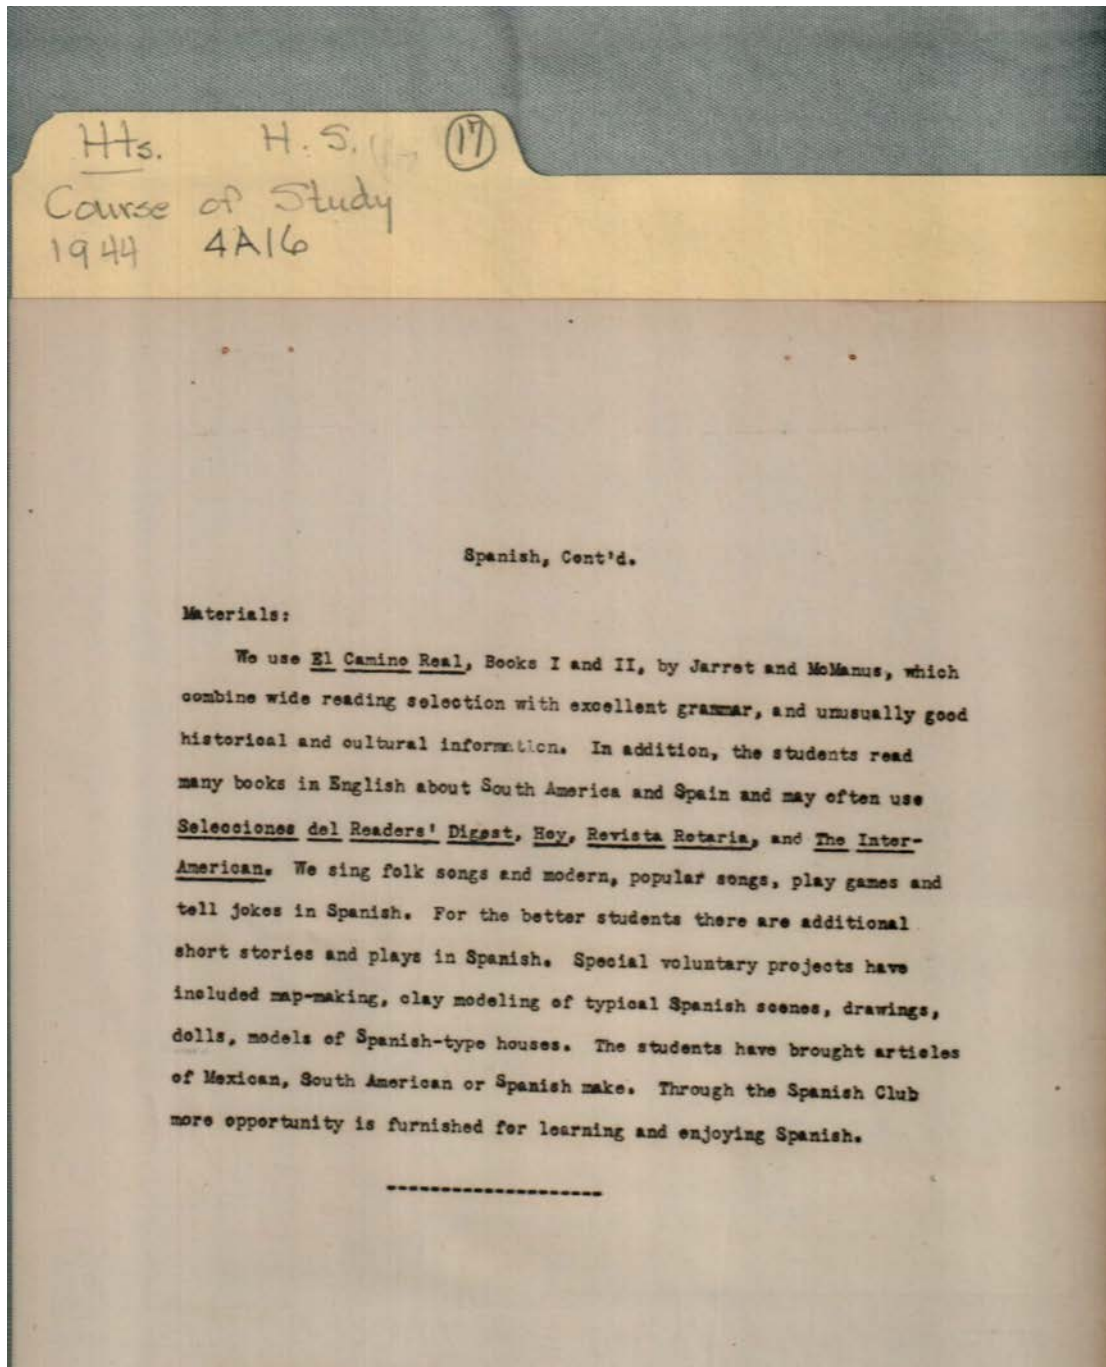 Hts. H.S. 17
Course of Study
1944 4A16
Spanish, Cont'd.
Materials:
We use El Camino Real, Books I and II, by Jarret and McManus, which
combine wide reading selection with excellent grammar, and unusually good
historical and cultural information. In addition, the students read
many books in English about South America and Spain and may often use
Selecciones del Readers' Digest, Hoy, Revista Rotaria, and The Inter-
American. We sing folk songs and modern, popular songs, play games and
tell jokes in Spanish. For the better students there are additional
short stories and plays in Spanish. Special voluntary projects have
included map-making, clay modeling of typical Spanish scenes, drawings,
dolls, models of Spanish-type houses. The students have brought articles
of Mexican, South American or Spanish make. Through the Spanish Club
more opportunity is furnished for learning and enjoying Spanish.
--------------------